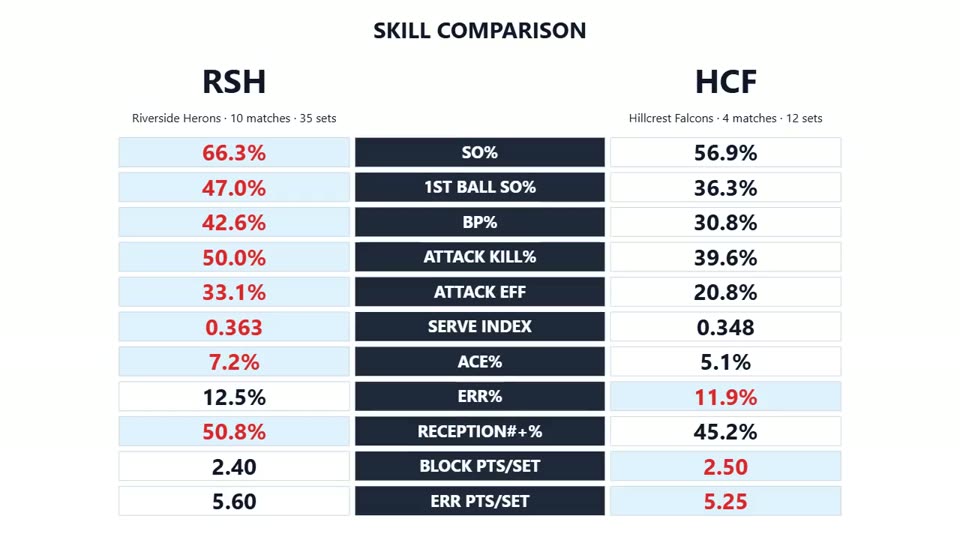 SKILL COMPARISON
RSH HCF
Riverside Herons · 10 matches · 35 sets Hillcrest Falcons · 4 matches · 12 sets
66.3% SO% 56.9%
47.0% 1ST BALL SO% 36.3%
42.6% BP% 30.8%
50.0% ATTACK KILL% 39.6%
33.1% ATTACK EFF 20.8%
0.363 SERVE INDEX 0.348
7.2% ACE% 5.1%
12.5% ERR% 11.9%
50.8% RECEPTION#+% 45.2%
2.40 BLOCK PTS/SET 2.50
5.60 ERR PTS/SET 5.25